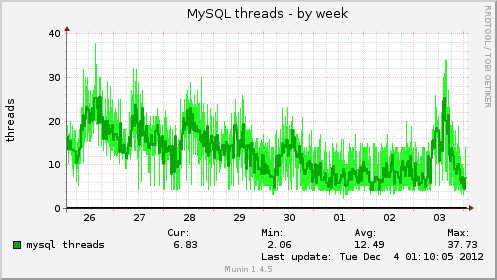 MySQL threads - by week
RRDTOOL / TOBI OETIKER
threads
40
30
20
10
0
26 27 28 29 30 01 02 03
Cur: Min: Avg: Max:
mysql threads 6.83 2.06 12.49 37.73
Last update: Tue Dec 4 01:10:05 2012
Munin 1.4.5